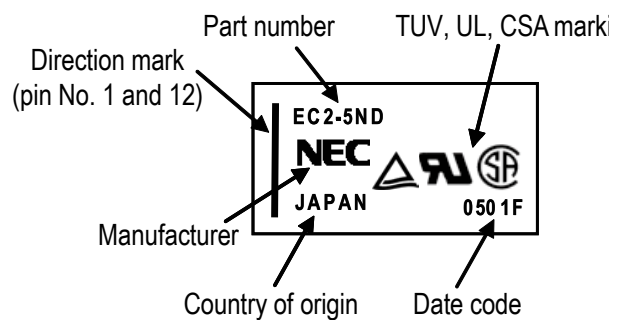 Part number
TUV, UL, CSA marki
Direction mark
(pin No. 1 and 12)
EC2-5ND
NEC
JAPAN
0501F
Manufacturer
Country of origin
Date code